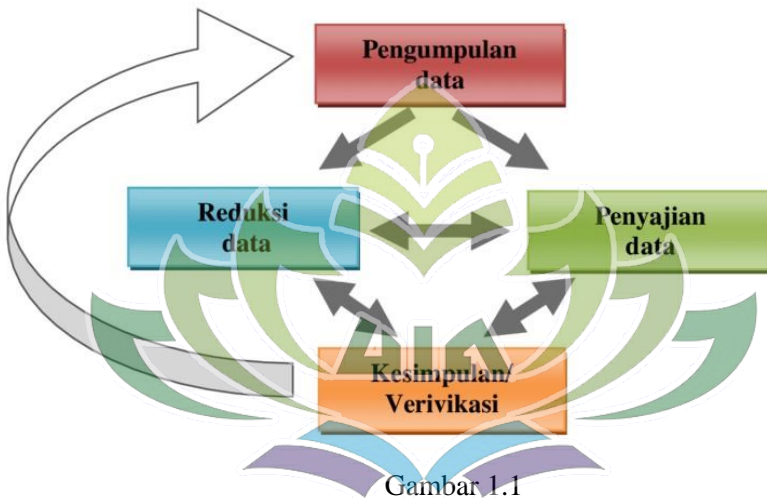 Pengumpulan
data
Reduksi
data
Penyajian
data
Kesimpulan/
Verivikasi
Gambar 1.1